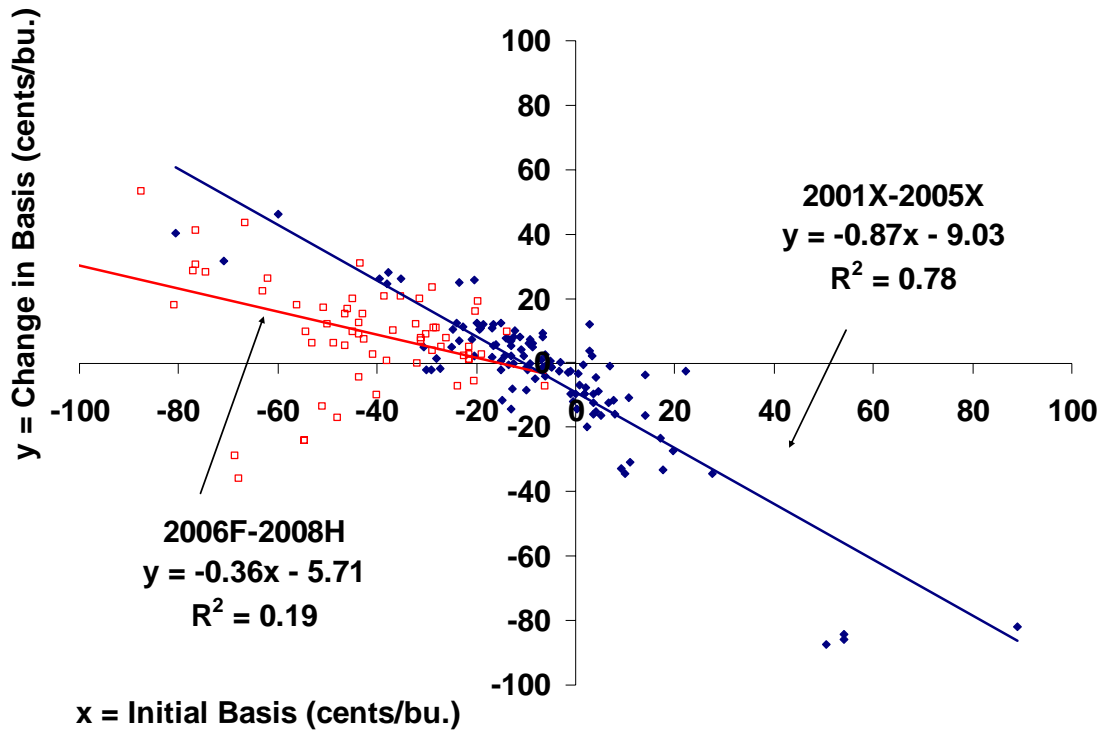 y = Change in Basis (cents/bu.)
100
80
60
40
20
0
-20
-40
-60
-80
-100
-100 -80 -60 -40 -20 0 20 40 60 80 100
2001X-2005X
y = -0.87x - 9.03
R² = 0.78
2006F-2008H
y = -0.36x - 5.71
R² = 0.19
x = Initial Basis (cents/bu.)